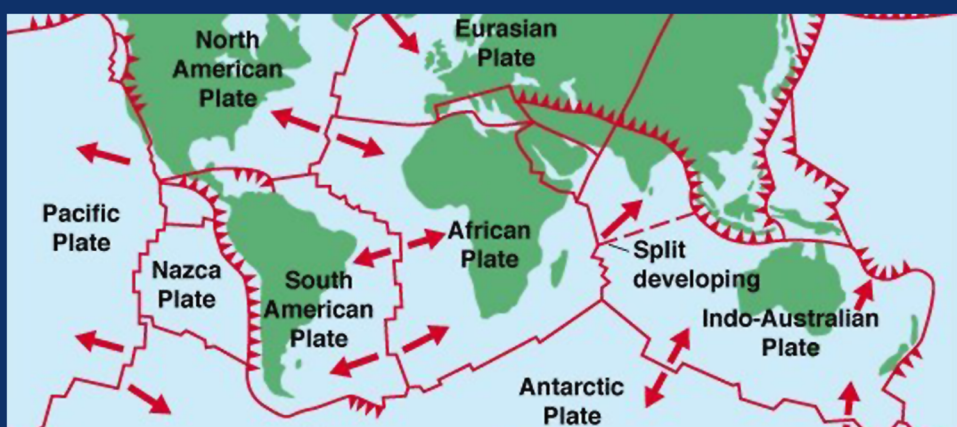 North
American
Plate
Eurasian
Plate
Pacific
Plate
Nazca
Plate
South
American
Plate
African
Plate
Split
developing
Indo-Australian
Plate
Antarctic
Plate